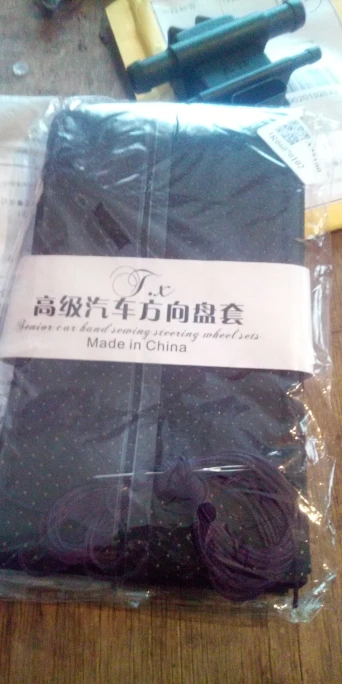 T.x
高级汽车方向盘套
Senior car hand sewing steering wheel sets
Made in China